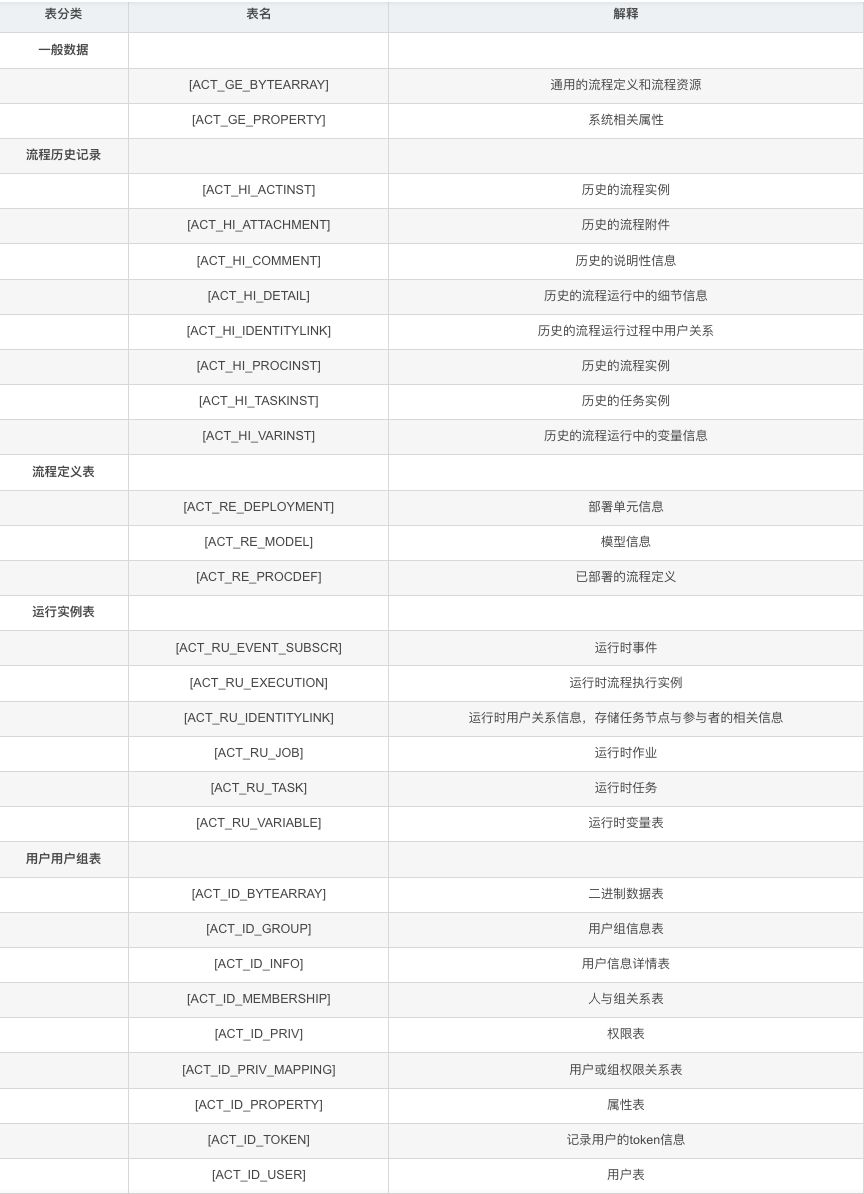 表分类 表名 解释
一般数据
[ACT_GE_BYTEARRAY] 通用的流程定义和流程资源
[ACT_GE_PROPERTY] 系统相关属性
流程历史记录
[ACT_HI_ACTINST] 历史的流程实例
[ACT_HI_ATTACHMENT] 历史的流程附件
[ACT_HI_COMMENT] 历史的说明性信息
[ACT_HI_DETAIL] 历史的流程运行中的细节信息
[ACT_HI_IDENTITYLINK] 历史的流程运行过程中用户关系
[ACT_HI_PROCINST] 历史的流程实例
[ACT_HI_TASKINST] 历史的任务实例
[ACT_HI_VARINST] 历史的流程运行中的变量信息
流程定义表
[ACT_RE_DEPLOYMENT] 部署单元信息
[ACT_RE_MODEL] 模型信息
[ACT_RE_PROCDEF] 已部署的流程定义
运行实例表
[ACT_RU_EVENT_SUBSCR] 运行时事件
[ACT_RU_EXECUTION] 运行时流程执行实例
[ACT_RU_IDENTITYLINK] 运行时用户关系信息，存储任务节点与参与者的相关信息
[ACT_RU_JOB] 运行时作业
[ACT_RU_TASK] 运行时任务
[ACT_RU_VARIABLE] 运行时变量表
用户用户组表
[ACT_ID_BYTEARRAY] 二进制数据表
[ACT_ID_GROUP] 用户组信息表
[ACT_ID_INFO] 用户信息详情表
[ACT_ID_MEMBERSHIP] 人与组关系表
[ACT_ID_PRIV] 权限表
[ACT_ID_PRIV_MAPPING] 用户或组权限关系表
[ACT_ID_PROPERTY] 属性表
[ACT_ID_TOKEN] 记录用户的token信息
[ACT_ID_USER] 用户表